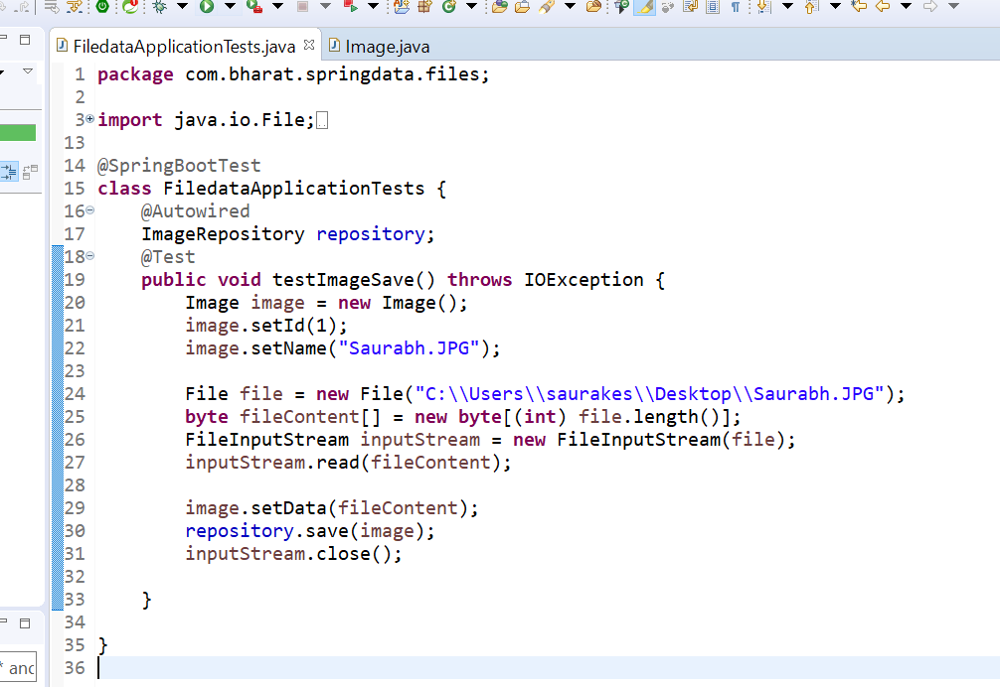 FiledataApplicationTests.java Image.java
1 package com.bharat.springdata.files;
2
3 import java.io.File;
13
14 @SpringBootTest
15 class FiledataApplicationTests {
16 @Autowired
17 ImageRepository repository;
18 @Test
19 public void testImageSave() throws IOException {
20 Image image = new Image();
21 image.setId(1);
22 image.setName("Saurabh.JPG");
23
24 File file = new File("C:\\Users\\saurakes\\Desktop\\Saurabh.JPG");
25 byte fileContent[] = new byte[(int) file.length()];
26 FileInputStream inputStream = new FileInputStream(file);
27 inputStream.read(fileContent);
28
29 image.setData(fileContent);
30 repository.save(image);
31 inputStream.close();
32
33 }
34
35 }
36
* and